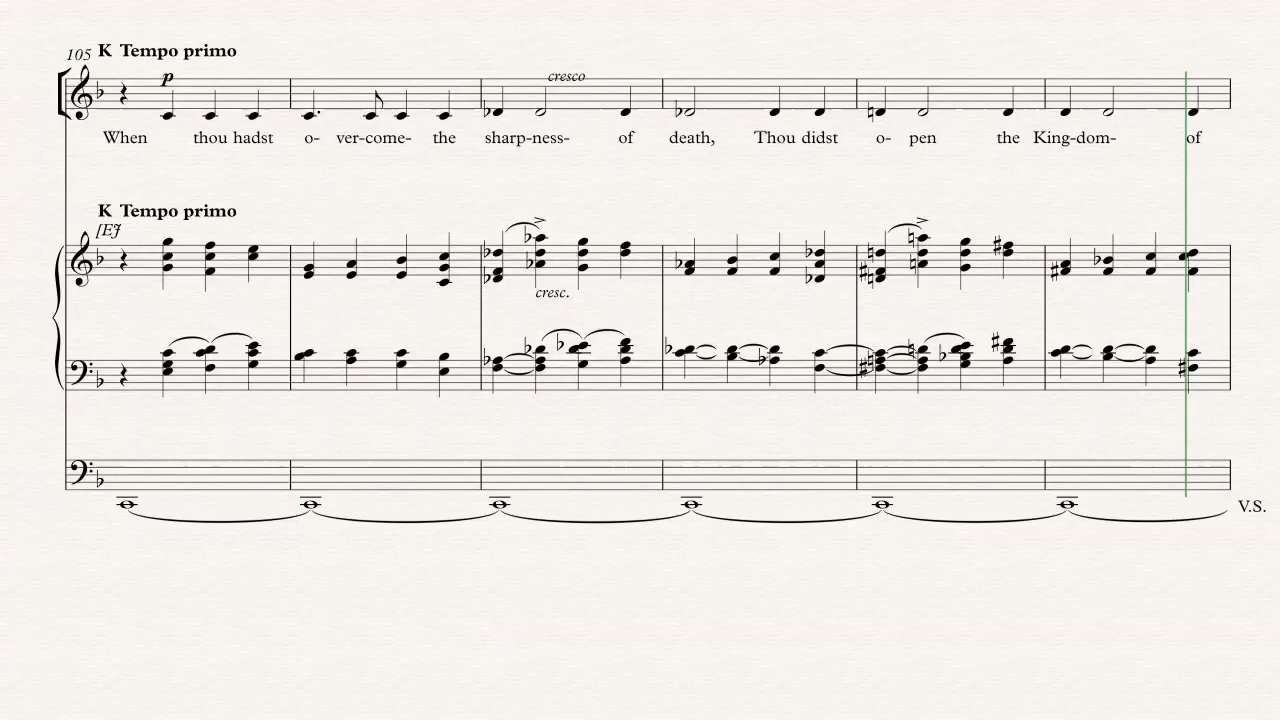 105 K Tempo primo
p
cresco
When thou hadst o- ver-come- the sharp-ness- of death, Thou didst o- pen the King-dom- of
K Tempo primo
cresc.
V.S.